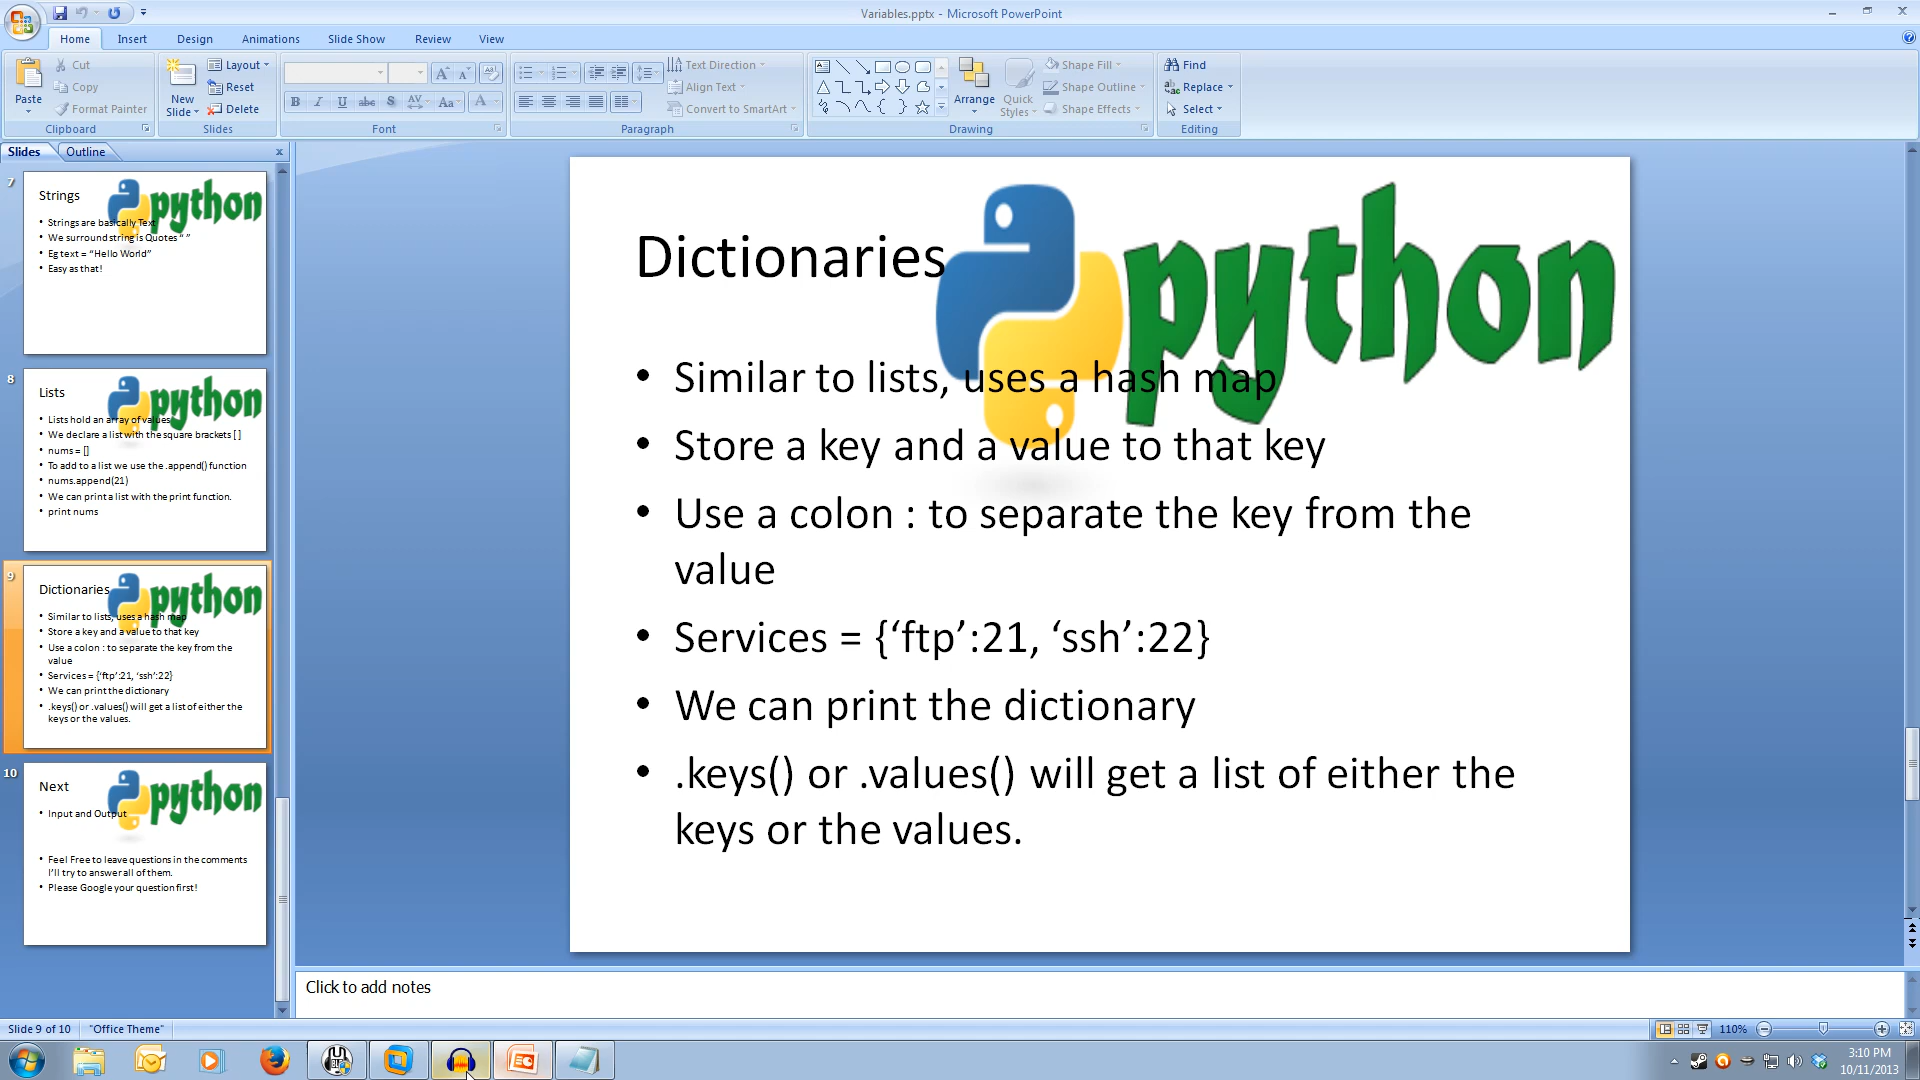 Variables.pptx - Microsoft PowerPoint
Home Insert Design Animations Slide Show Review View
Paste
Cut
Copy
Format Painter
Clipboard
New Slide
Layout
Reset
Delete
Slides
Font
Text Direction
Align Text
Convert to SmartArt
Paragraph
Arrange
Quick Styles
Shape Fill
Shape Outline
Shape Effects
Drawing
Find
Replace
Select
Editing
Slides Outline
7
Strings
python
• Strings are basically Text
• We surround string is Quotes “ ”
• Eg text = “Hello World”
• Easy as that!
8
Lists
python
• Lists hold an array of values
• We declare a list with the square brackets [ ]
• nums = []
• To add to a list we use the .append() function
• nums.append(21)
• We can print a list with the print function.
• print nums
9
Dictionaries
python
• Similar to lists, uses a hash map
• Store a key and a value to that key
• Use a colon : to separate the key from the
value
• Services = {‘ftp’:21, ‘ssh’:22}
• We can print the dictionary
• .keys() or .values() will get a list of either the
keys or the values.
10
Next
python
• Input and Output
• Feel Free to leave questions in the comments
I’ll try to answer all of them.
• Please Google your question first!
Dictionaries
python
• Similar to lists, uses a hash map
• Store a key and a value to that key
• Use a colon : to separate the key from the
value
• Services = {‘ftp’:21, ‘ssh’:22}
• We can print the dictionary
• .keys() or .values() will get a list of either the
keys or the values.
Click to add notes
Slide 9 of 10 "Office Theme" 110%
3:10 PM
10/11/2013